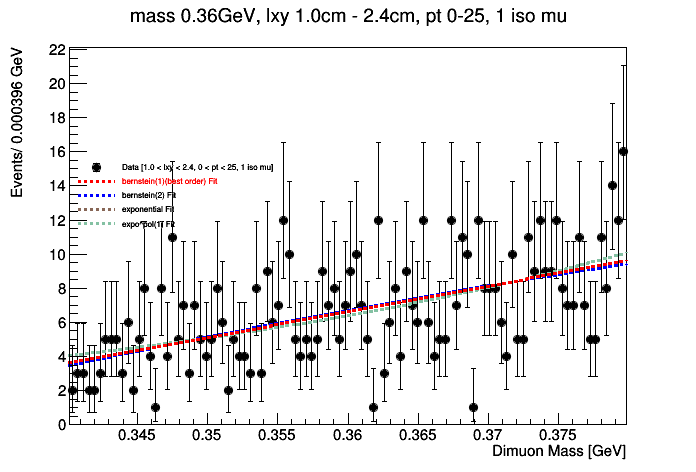 mass 0.36GeV, lxy 1.0cm - 2.4cm, pt 0-25, 1 iso mu
Events/ 0.000396 GeV
22
20
18
16
14
12
10
8
6
4
2
0
Data [1.0 < lxy < 2.4, 0 < pt < 25, 1 iso mu]
bernstein(1)(best order) Fit
bernstein(2) Fit
exponential Fit
expo*pol(1) Fit
0.345 0.35 0.355 0.36 0.365 0.37 0.375
Dimuon Mass [GeV]